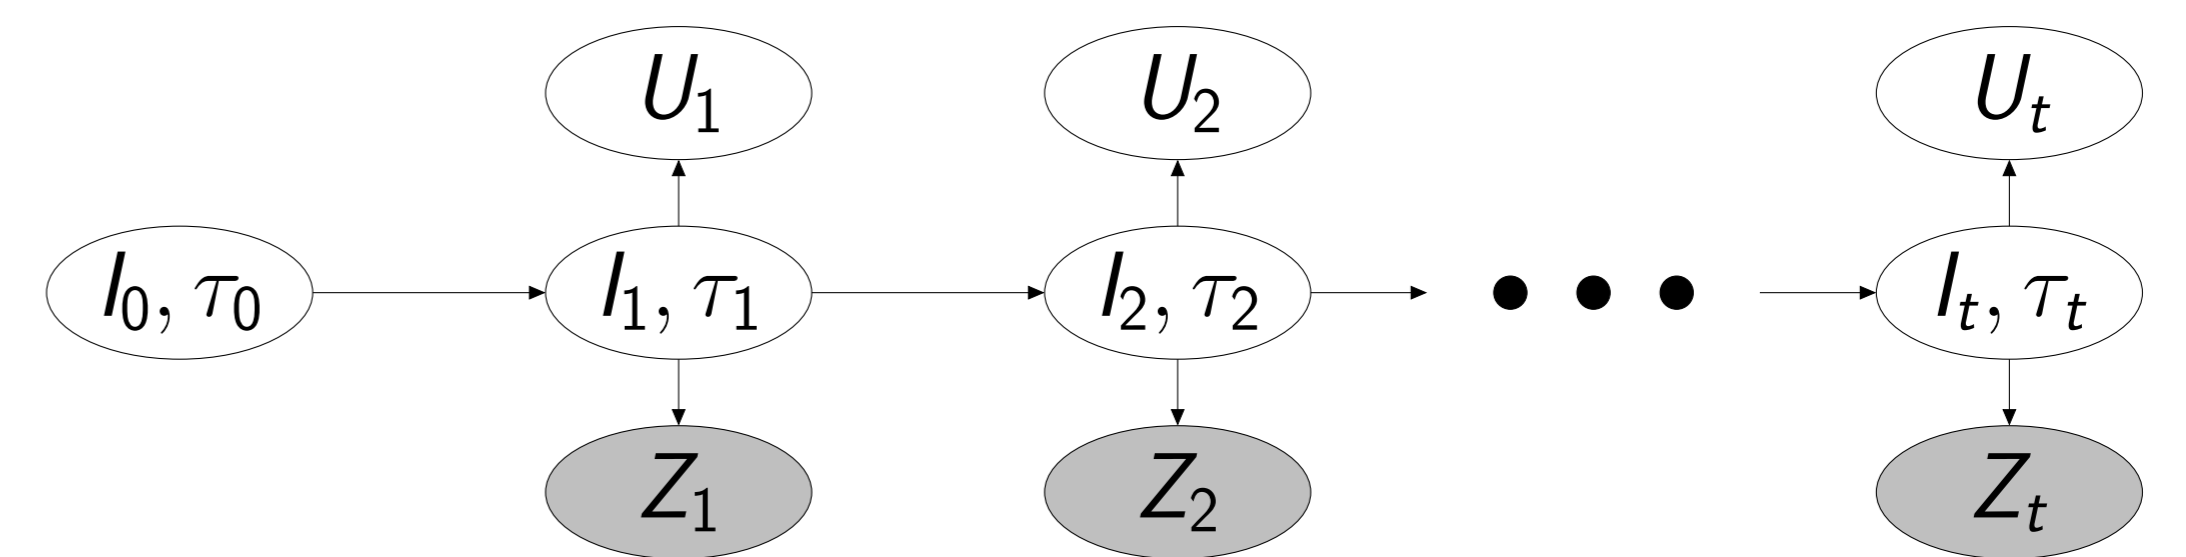 U₁ U₂ Uₜ
I₀, τ₀ I₁, τ₁ I₂, τ₂ • • • Iₜ, τₜ
Z₁ Z₂ Zₜ